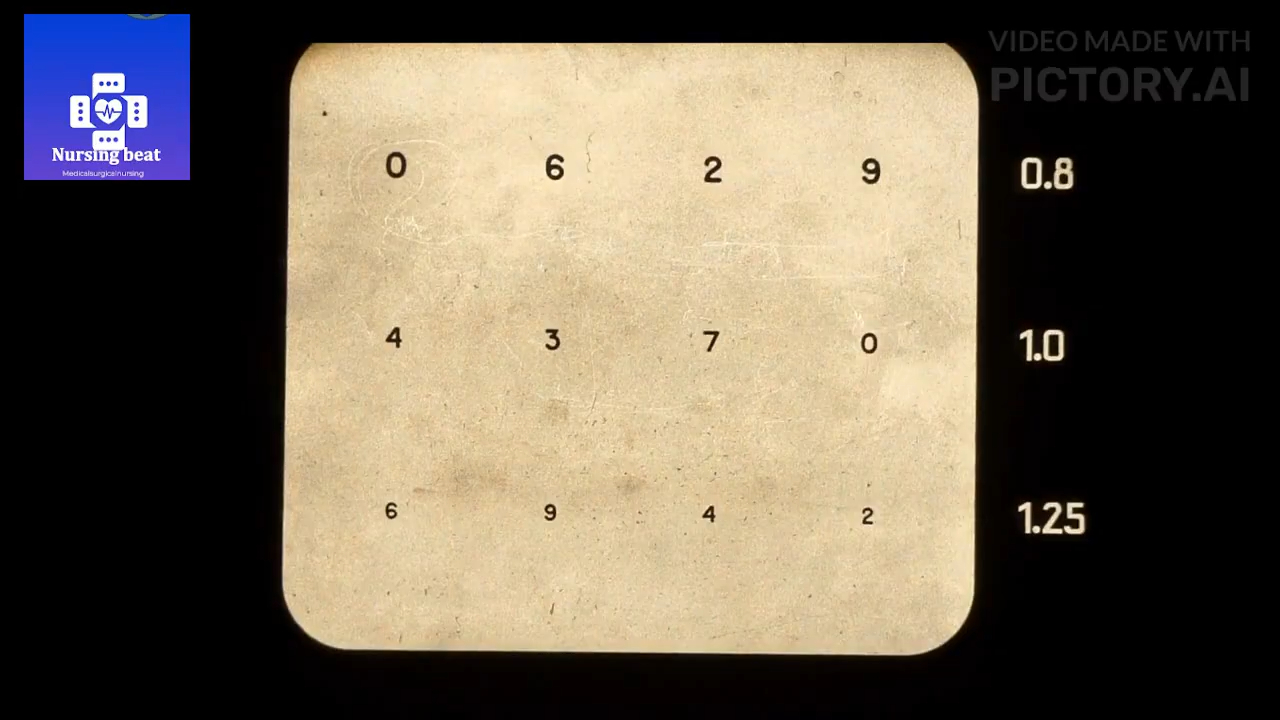 Nursing beat
Medicalsurgicalnursing
VIDEO MADE WITH
PICTORY.AI
0 6 2 9 0.8
4 3 7 0 1.0
6 9 4 2 1.25